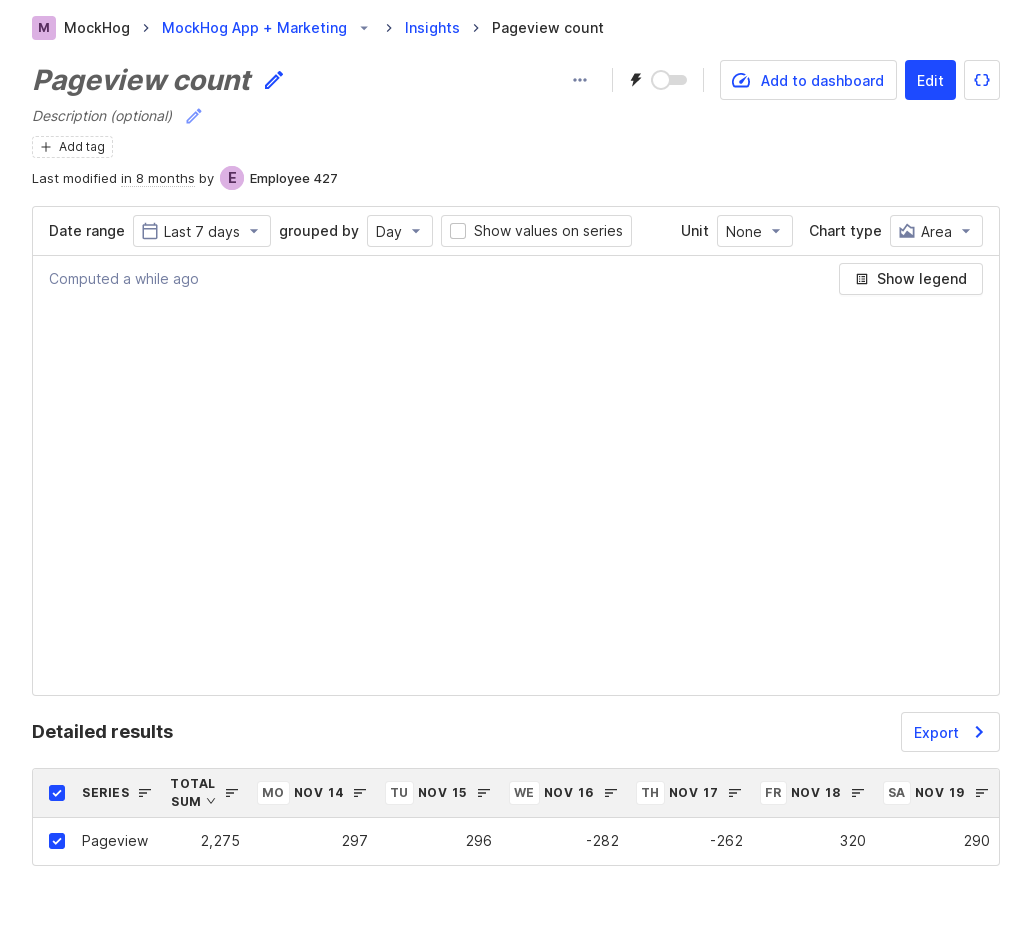 M MockHog MockHog App + Marketing Insights Pageview count
Pageview count
Add to dashboard Edit
Description (optional)
Add tag
Last modified in 8 months by E Employee 427
Date range Last 7 days grouped by Day Show values on series Unit None Chart type Area
Computed a while ago Show legend
Detailed results Export
SERIES TOTAL SUM MO NOV 14 TU NOV 15 WE NOV 16 TH NOV 17 FR NOV 18 SA NOV 19
Pageview 2,275 297 296 -282 -262 320 290